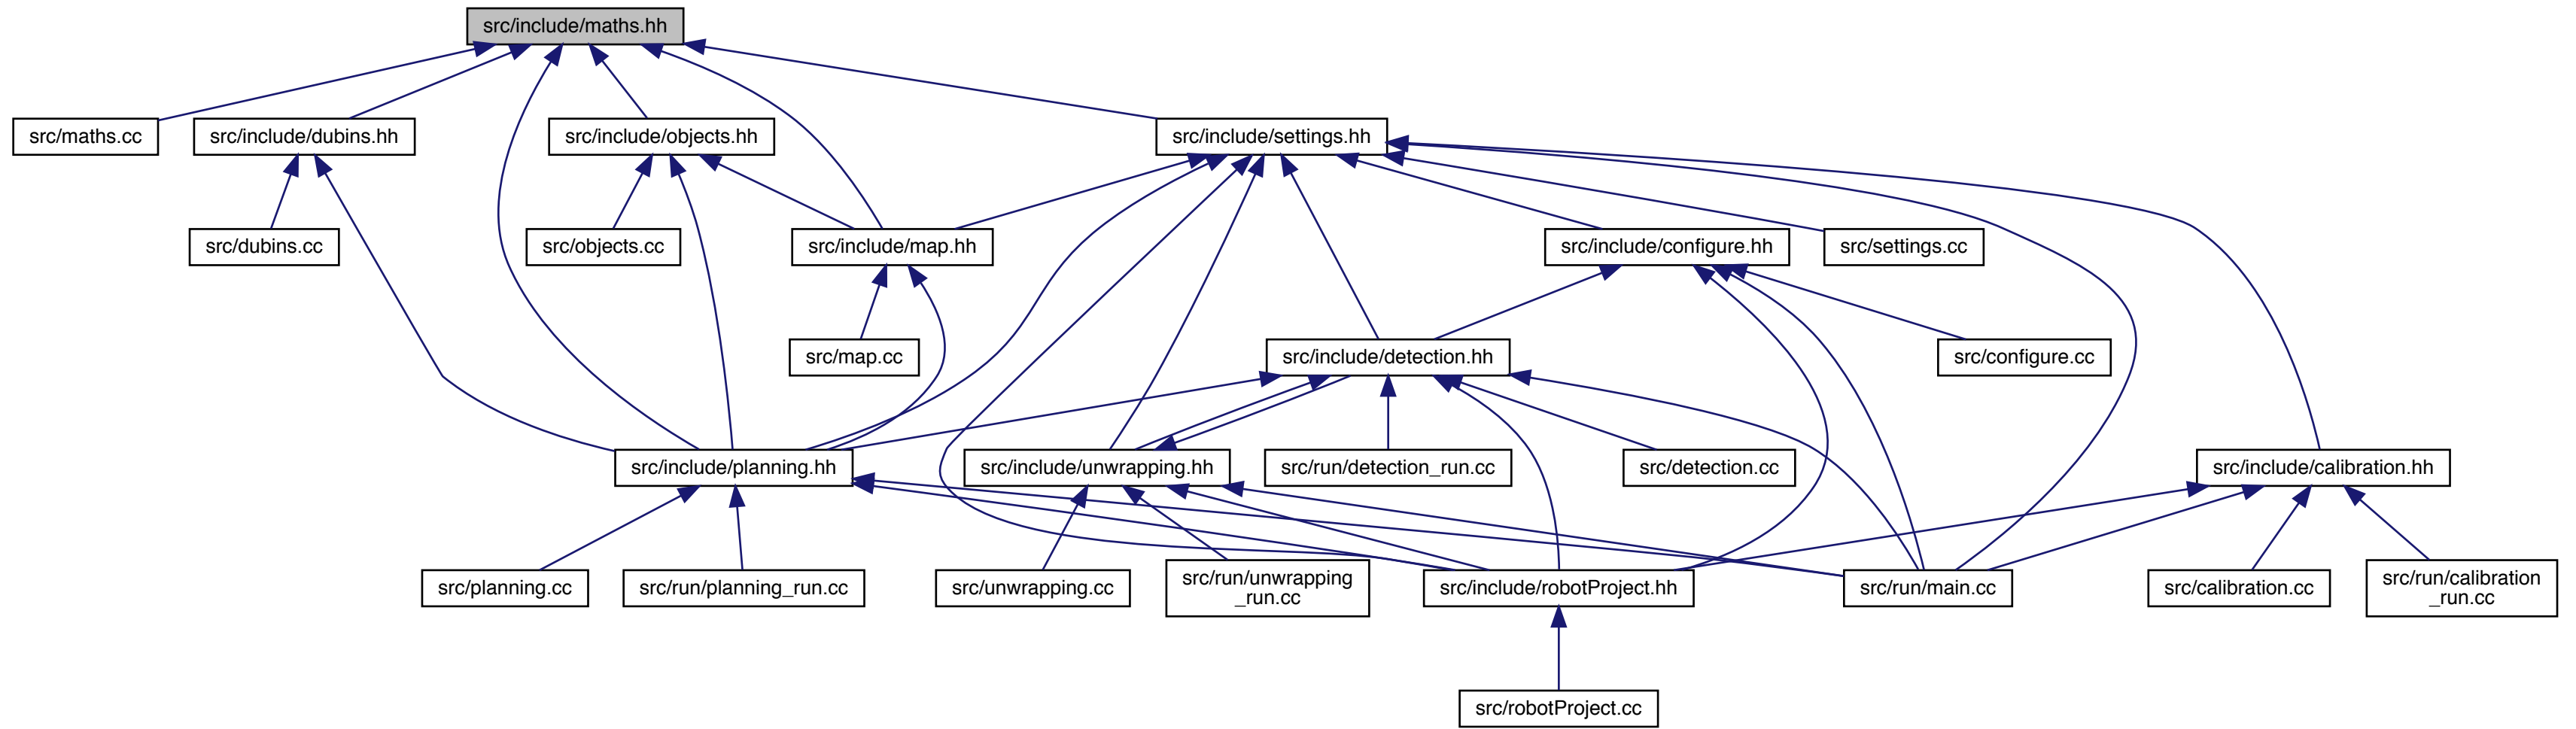 src/include/maths.hh
src/maths.cc
src/include/dubins.hh
src/include/objects.hh
src/include/settings.hh
src/dubins.cc
src/objects.cc
src/include/map.hh
src/include/configure.hh
src/settings.cc
src/map.cc
src/include/detection.hh
src/configure.cc
src/include/planning.hh
src/include/unwrapping.hh
src/run/detection_run.cc
src/detection.cc
src/include/calibration.hh
src/planning.cc
src/run/planning_run.cc
src/unwrapping.cc
src/run/unwrapping
_run.cc
src/include/robotProject.hh
src/run/main.cc
src/calibration.cc
src/run/calibration
_run.cc
src/robotProject.cc